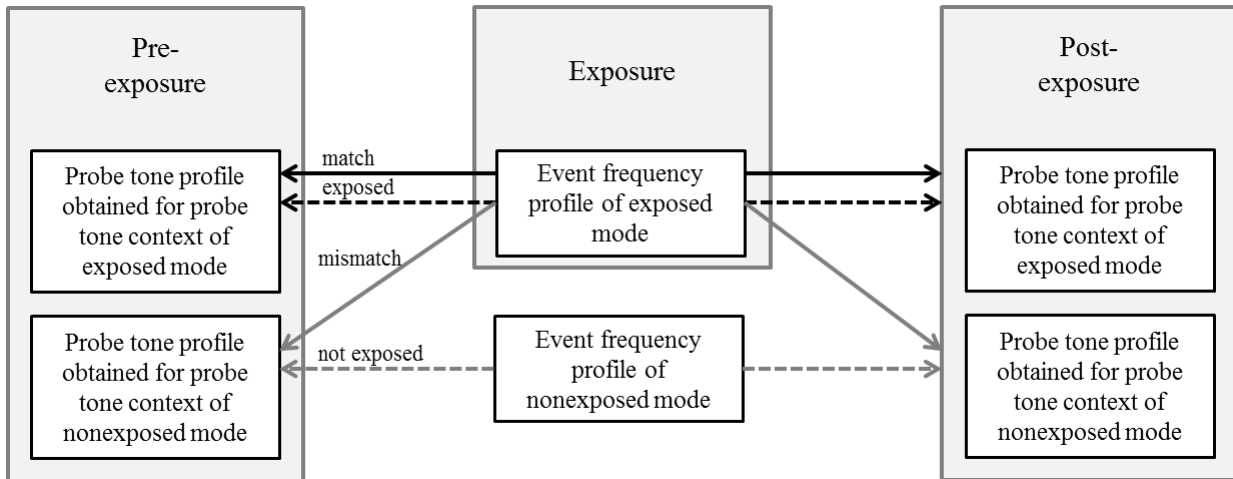 Pre-
exposure
Probe tone profile
obtained for probe
tone context of
exposed mode
Probe tone profile
obtained for probe
tone context of
nonexposed mode
match
exposed
mismatch
not exposed
Exposure
Event frequency
profile of exposed
mode
Event frequency
profile of
nonexposed mode
Post-
exposure
Probe tone profile
obtained for probe
tone context of
exposed mode
Probe tone profile
obtained for probe
tone context of
nonexposed mode